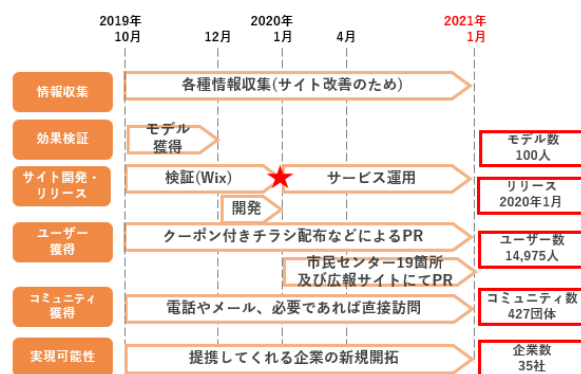 2019年
10月
12月
2020年
1月
4月
2021年
1月
情報収集
各種情報収集(サイト改善のため)
効果検証
モデル
獲得
モデル数
100人
サイト開発・
リリース
検証(Wix)
サービス運用
開発
リリース
2020年1月
ユーザー
獲得
クーポン付きチラシ配布などによるPR
市民センター19箇所
及び広報サイトにてPR
ユーザー数
14,975人
コミュニティ
獲得
電話やメール、必要であれば直接訪問
コミュニティ数
427団体
実現可能性
提携してくれる企業の新規開拓
企業数
35社